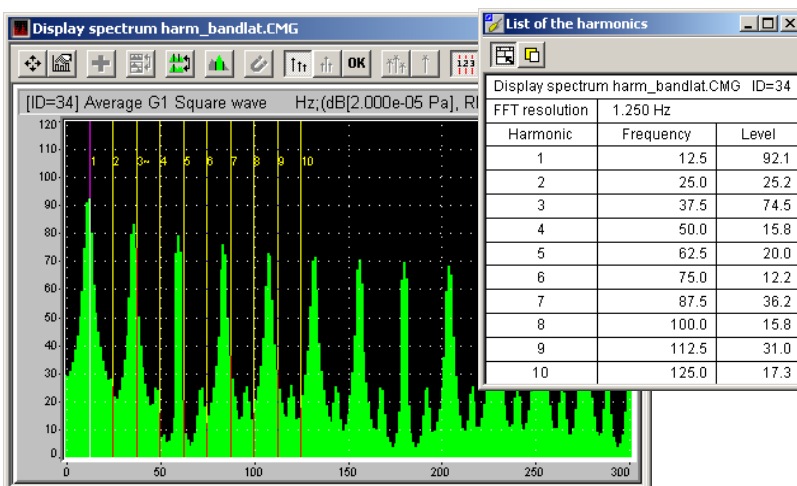 Display spectrum harm_bandlat.CMG
OK
123
[ID=34] Average G1 Square wave Hz;(dB[2.000e-05 Pa],
120
110
100
90
80
70
60
50
40
30
20
10
0
1 2 3~ 4 5 6 7 8 9 10
0 50 100 150 200 250 300
List of the harmonics
Display spectrum harm_bandlat.CMG ID=34
FFT resolution 1.250 Hz
Harmonic Frequency Level
1 12.5 92.1
2 25.0 25.2
3 37.5 74.5
4 50.0 15.8
5 62.5 20.0
6 75.0 12.2
7 87.5 36.2
8 100.0 15.8
9 112.5 31.0
10 125.0 17.3